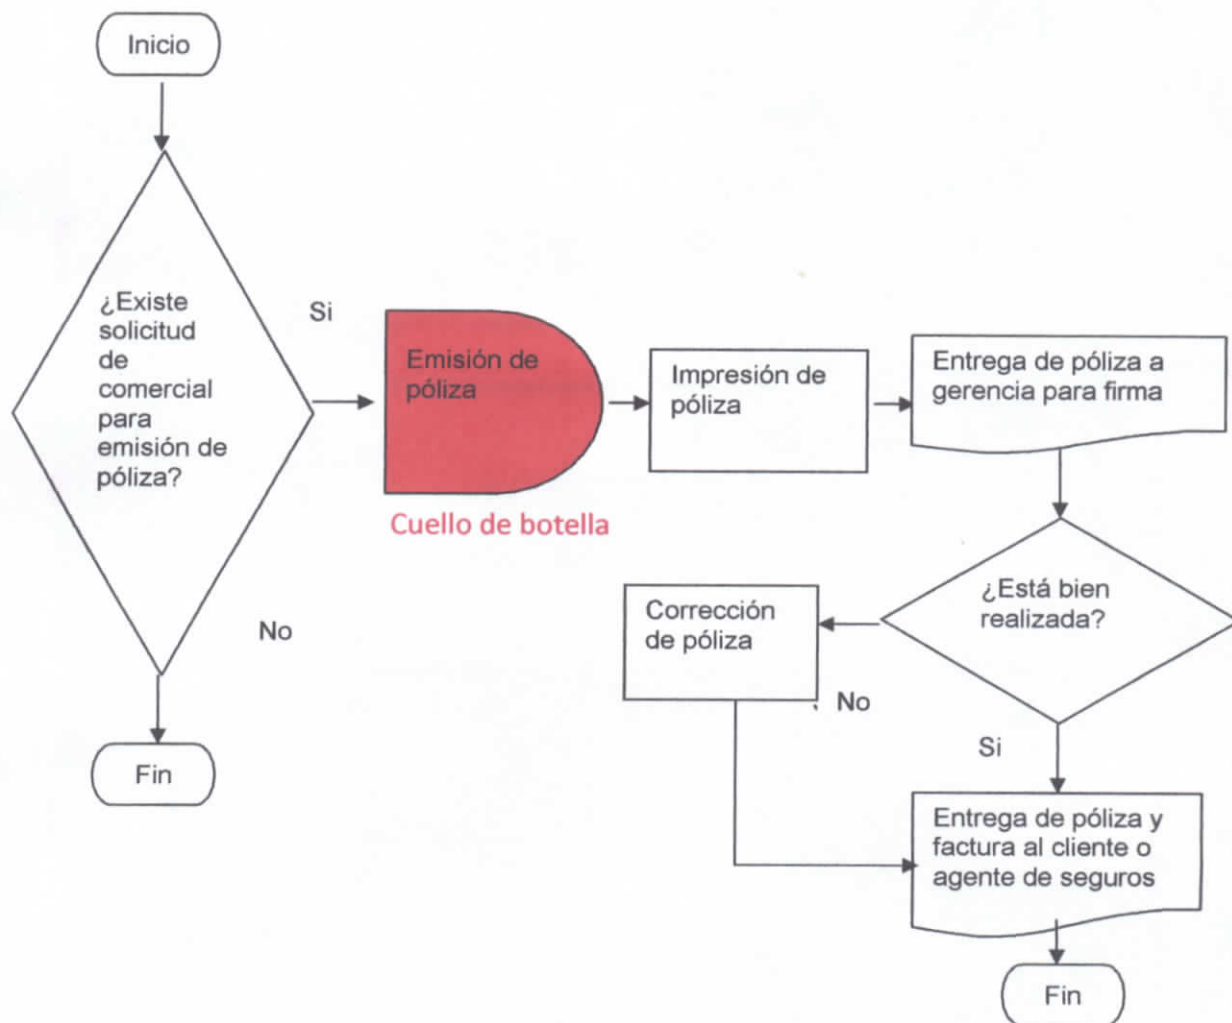 Inicio
¿Existe
solicitud
de
comercial
para
emisión de
póliza?
Si
No
Fin
Emisión de
póliza
Cuello de botella
Impresión de
póliza
Entrega de póliza a
gerencia para firma
¿Está bien
realizada?
Corrección
de póliza
No
Si
Entrega de póliza y
factura al cliente o
agente de seguros
Fin